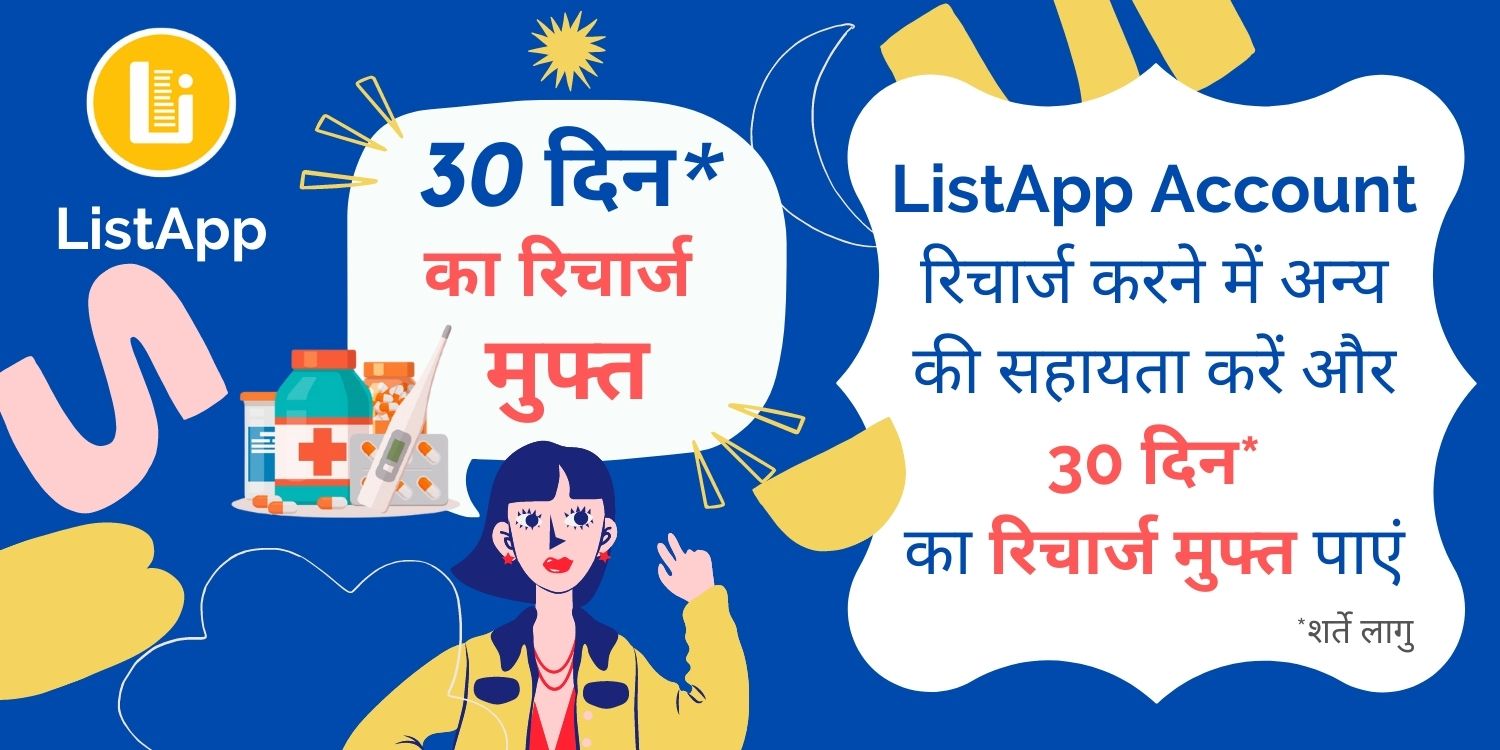 ListApp
30 दिन*
का रिचार्ज
मुफ्त
ListApp Account
रिचार्ज करने में अन्य
की सहायता करें और
30 दिन*
का रिचार्ज मुफ्त पाएं
*शर्ते लागु